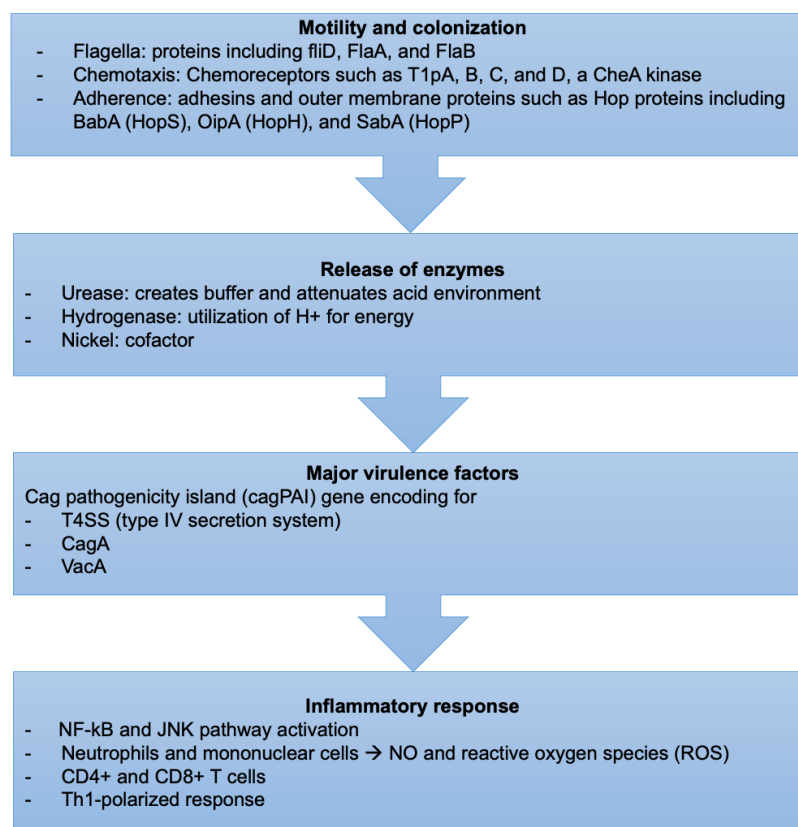 Motility and colonization
- Flagella: proteins including fliD, FlaA, and FlaB
- Chemotaxis: Chemoreceptors such as T1pA, B, C, and D, a CheA kinase
- Adherence: adhesins and outer membrane proteins such as Hop proteins including
BabA (HopS), OipA (HopH), and SabA (HopP)
Release of enzymes
- Urease: creates buffer and attenuates acid environment
- Hydrogenase: utilization of H+ for energy
- Nickel: cofactor
Major virulence factors
Cag pathogenicity island (cagPAI) gene encoding for
- T4SS (type IV secretion system)
- CagA
- VacA
Inflammatory response
- NF-kB and JNK pathway activation
- Neutrophils and mononuclear cells → NO and reactive oxygen species (ROS)
- CD4+ and CD8+ T cells
- Th1-polarized response